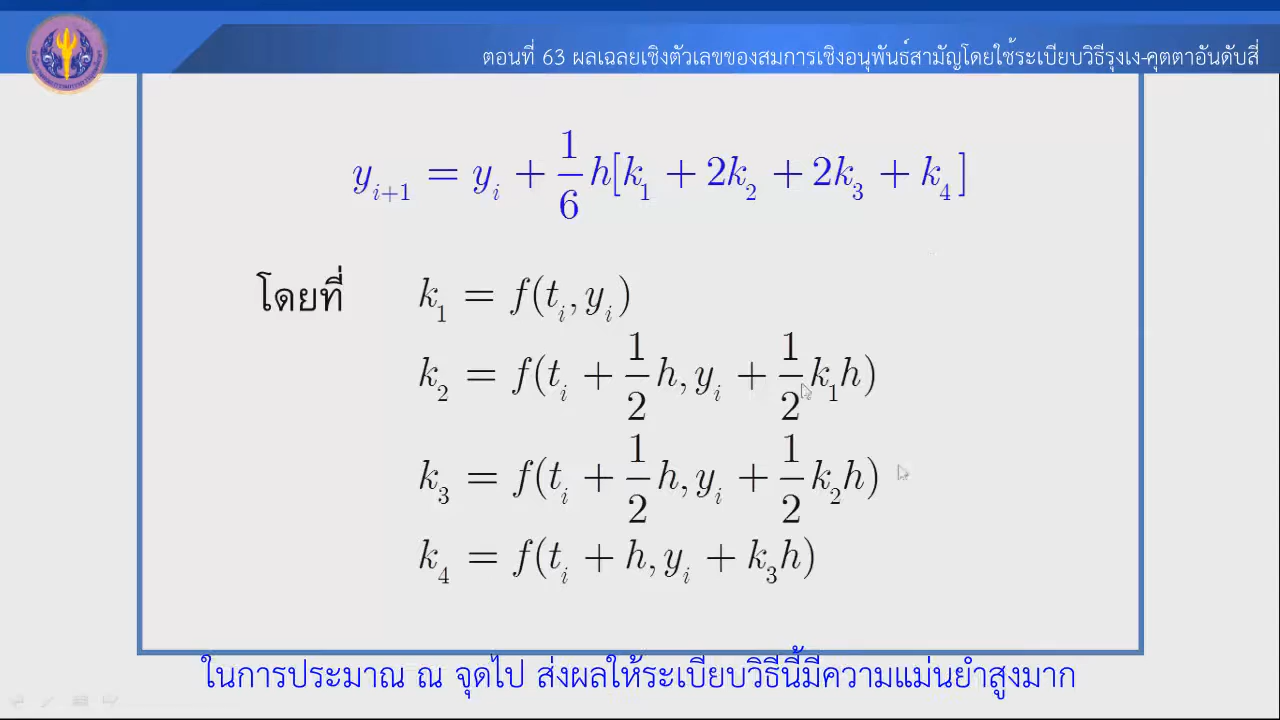 ตอนที่ 63 ผลเฉลยเชิงตัวเลขของสมการเชิงอนุพันธ์สามัญโดยใช้ระเบียบวิธีรุงเง-คุตตาอันดับสี่
y_{i+1} = y_i + \frac{1}{6} h[k_1 + 2k_2 + 2k_3 + k_4]
โดยที่ k_1 = f(t_i, y_i)
k_2 = f(t_i + \frac{1}{2} h, y_i + \frac{1}{2} k_1 h)
k_3 = f(t_i + \frac{1}{2} h, y_i + \frac{1}{2} k_2 h)
k_4 = f(t_i + h, y_i + k_3 h)
ในการประมาณ ณ จุดไป ส่งผลให้ระเบียบวิธีนี้มีความแม่นยำสูงมาก